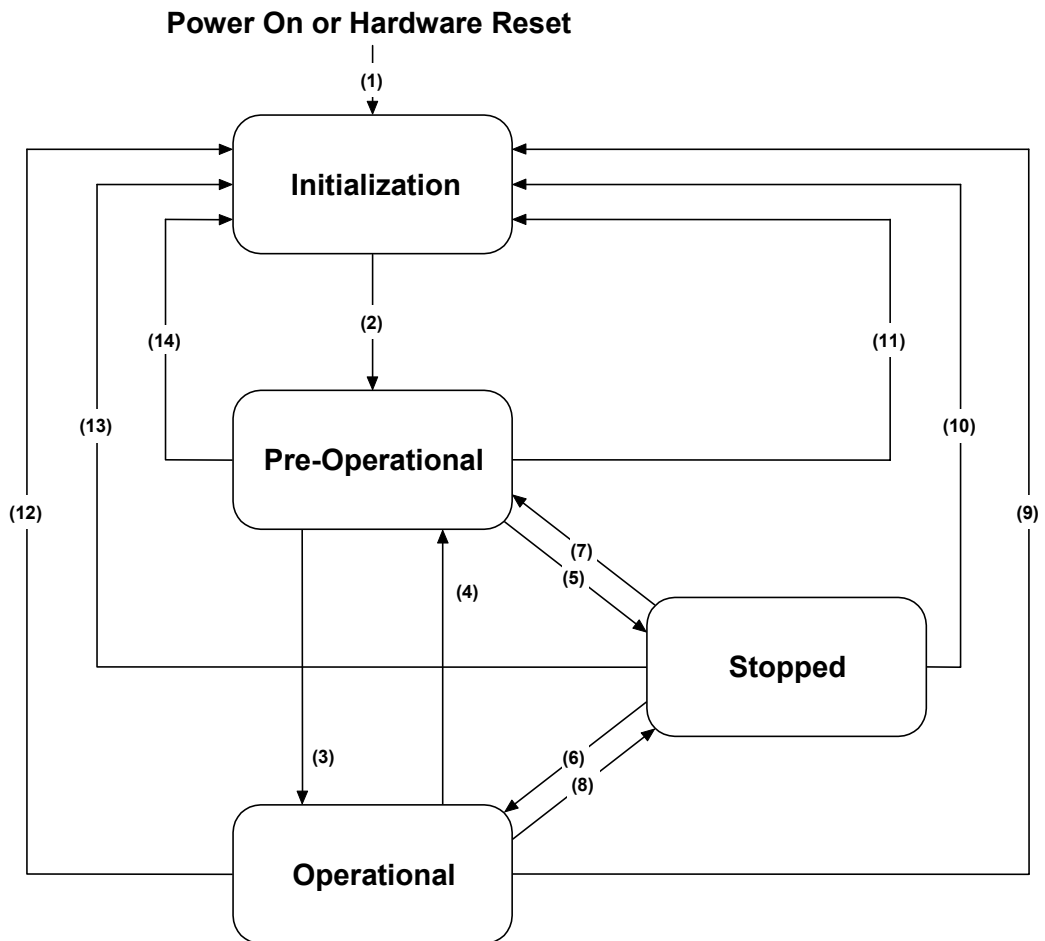 Power On or Hardware Reset
(1)
Initialization
(2)
(14)
(11)
(13)
(10)
Pre-Operational
(12)
(9)
(7)
(5)
(4)
Stopped
(3)
(6)
(8)
Operational